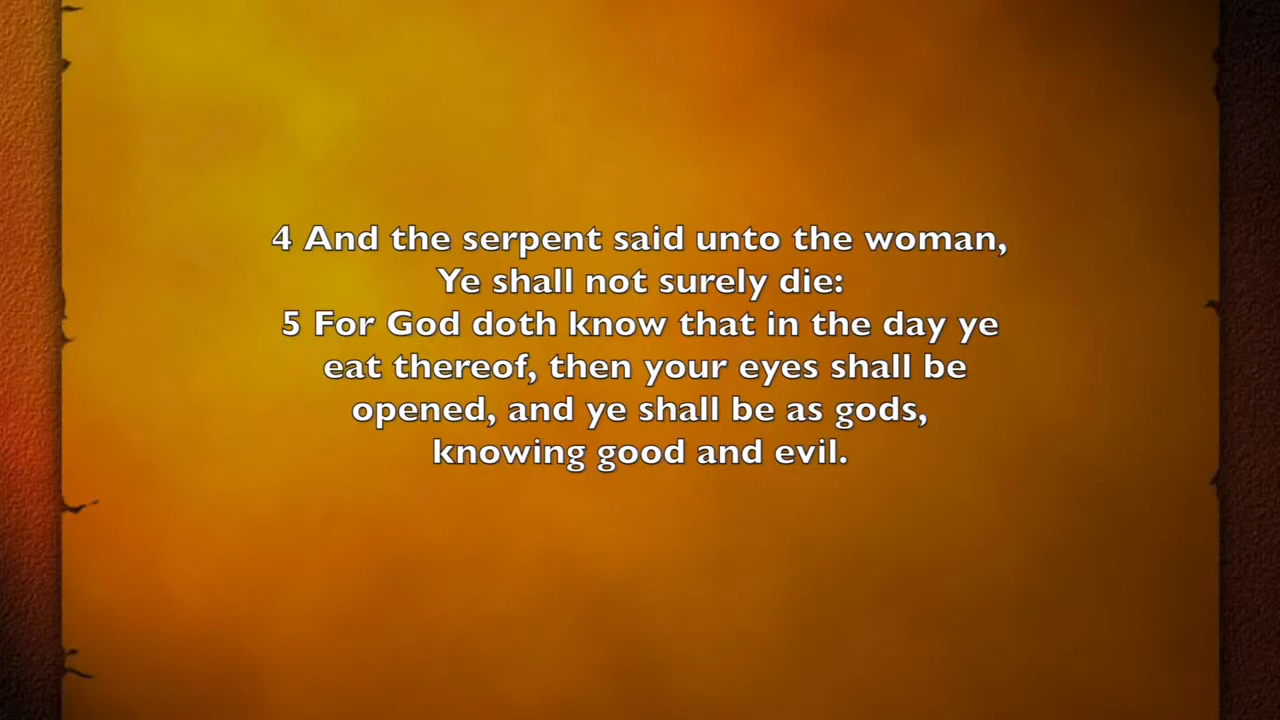 4 And the serpent said unto the woman,
Ye shall not surely die:
5 For God doth know that in the day ye
eat thereof, then your eyes shall be
opened, and ye shall be as gods,
knowing good and evil.